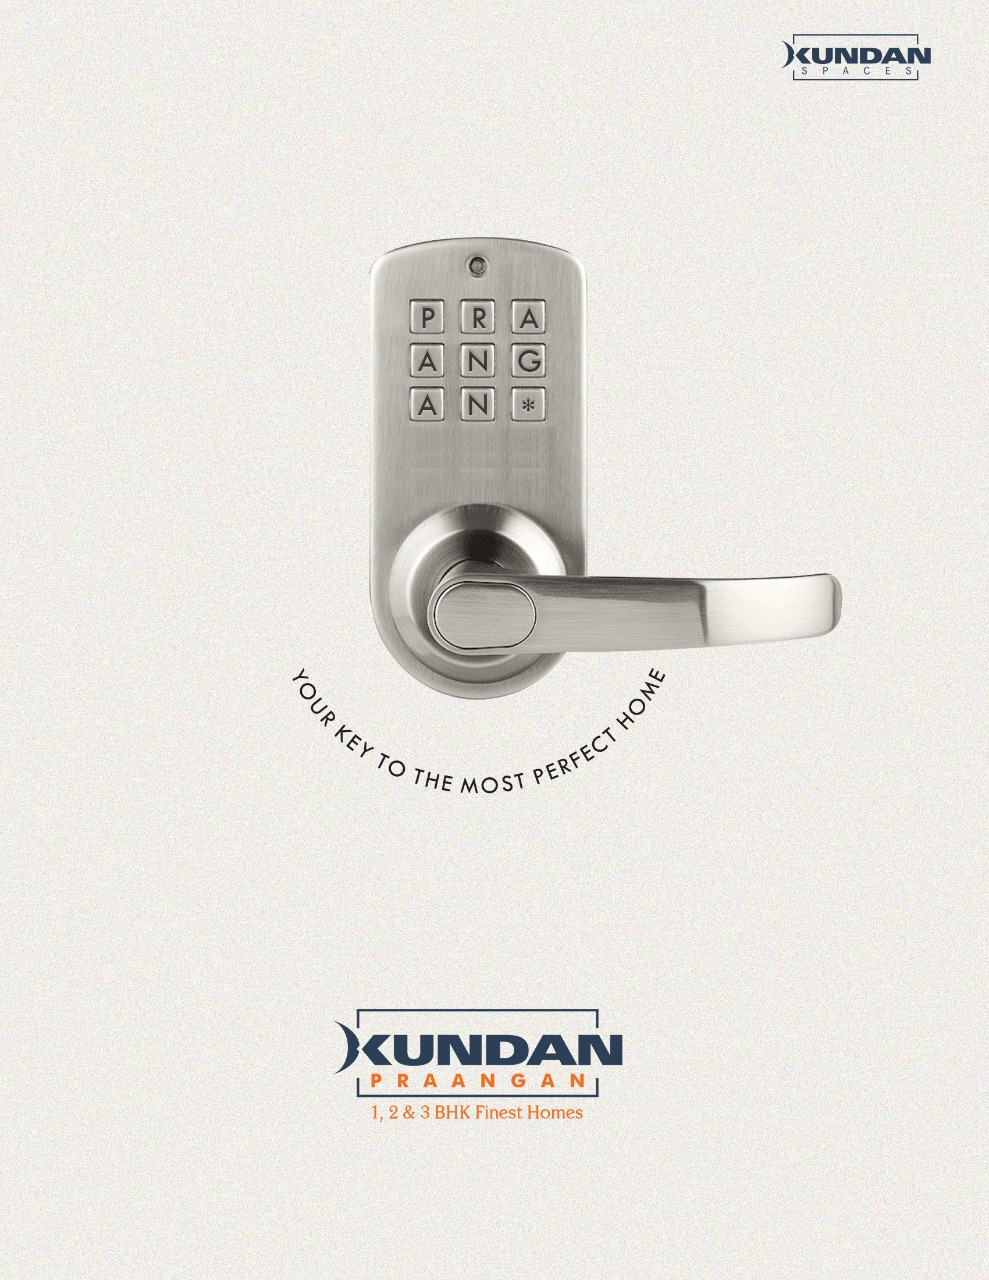 KUNDAN
SPACES
P R A
A N G
A N *
YOUR KEY TO THE MOST PERFECT HOME
KUNDAN
PRAANGAN
1, 2 & 3 BHK Finest Homes